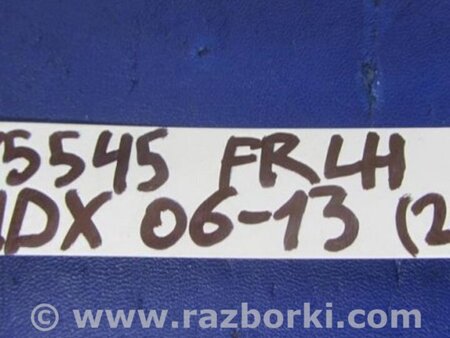 5545 FR LH
DX 06-13 (2
© www.razborki.com